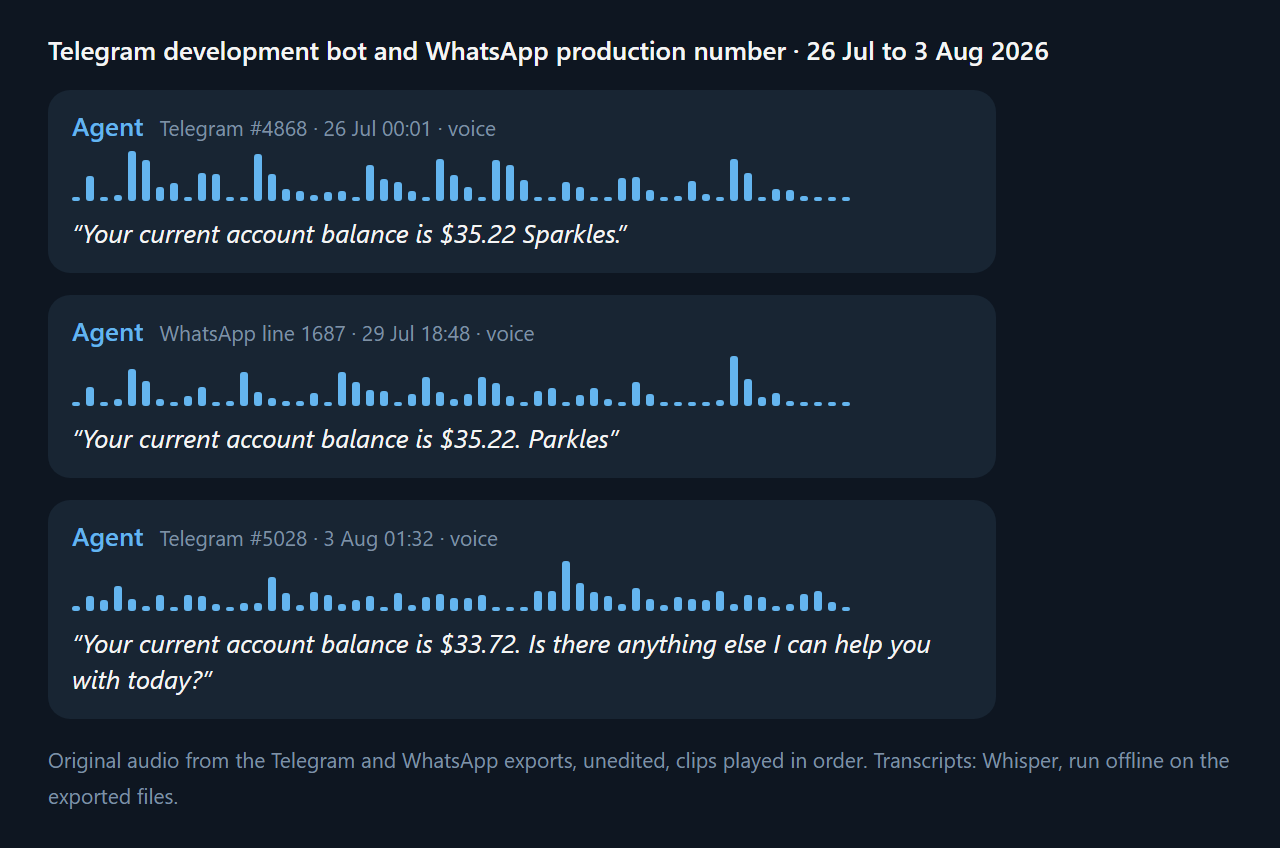 Telegram development bot and WhatsApp production number · 26 Jul to 3 Aug 2026
Agent Telegram #4868 · 26 Jul 00:01 · voice
“Your current account balance is $35.22 Sparkles.”
Agent WhatsApp line 1687 · 29 Jul 18:48 · voice
“Your current account balance is $35.22. Parkles”
Agent Telegram #5028 · 3 Aug 01:32 · voice
“Your current account balance is $33.72. Is there anything else I can help you
with today?”
Original audio from the Telegram and WhatsApp exports, unedited, clips played in order. Transcripts: Whisper, run offline on the
exported files.